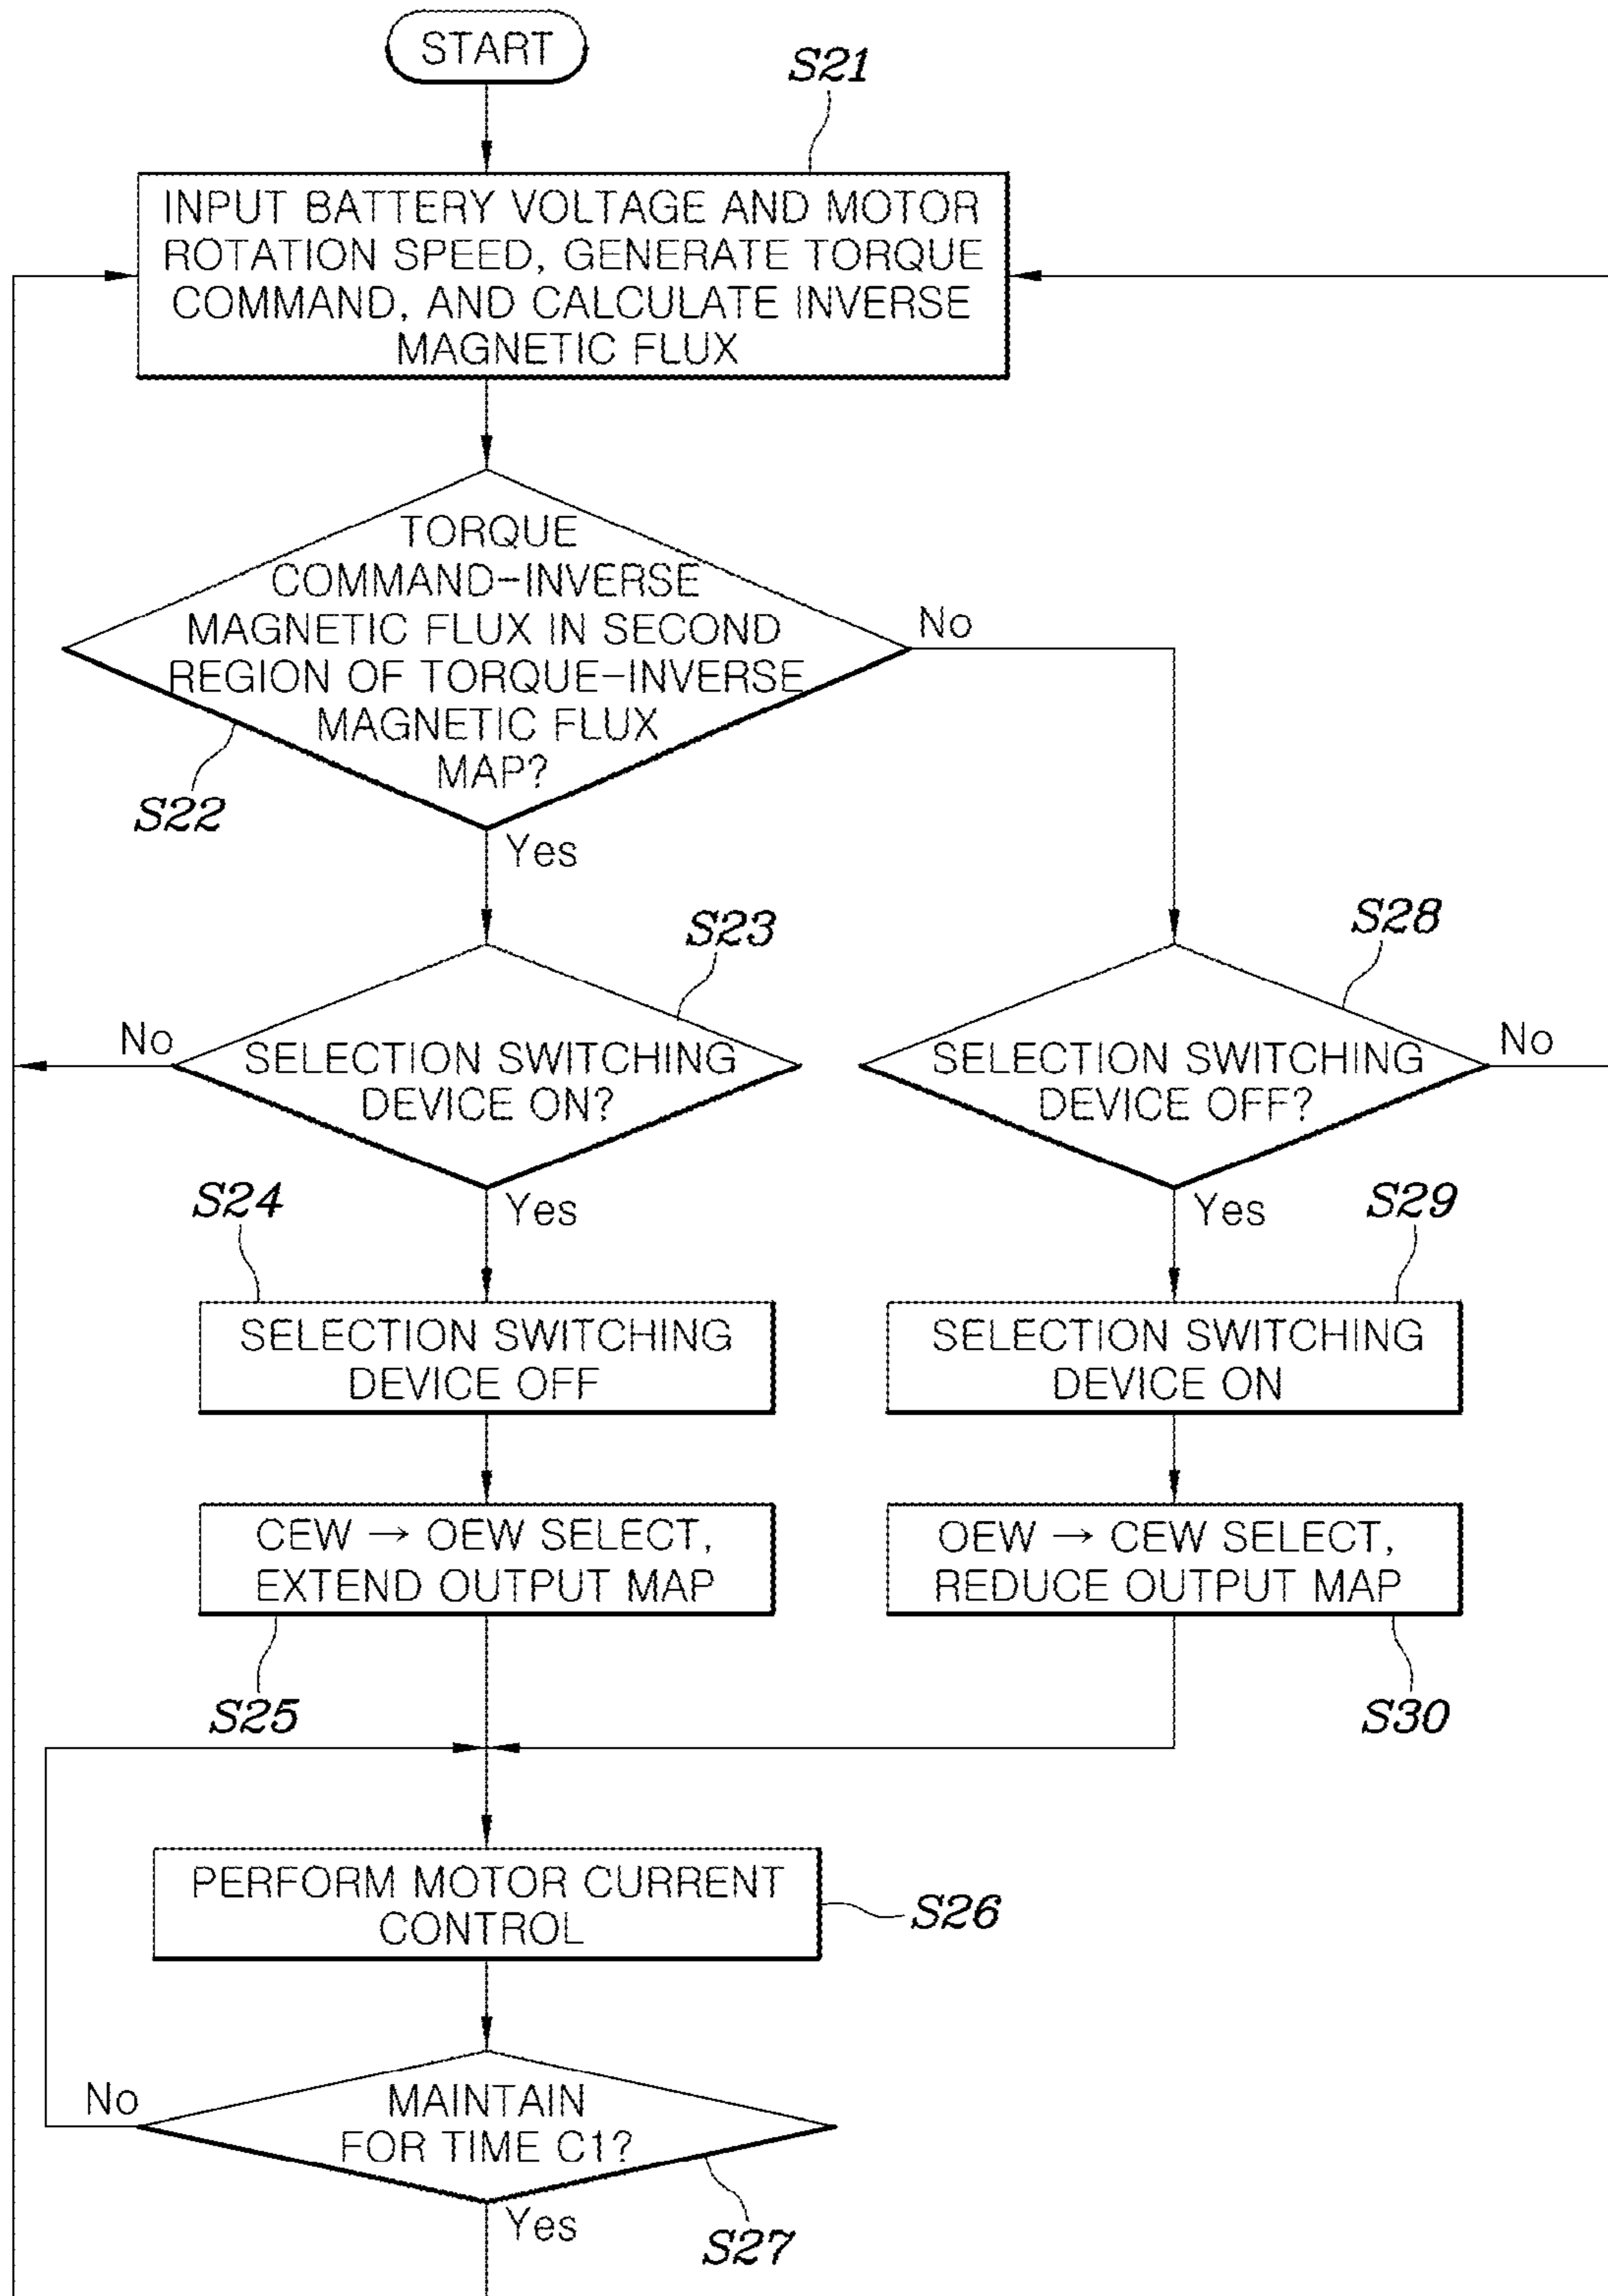 START
S21
INPUT BATTERY VOLTAGE AND MOTOR
ROTATION SPEED, GENERATE TORQUE
COMMAND, AND CALCULATE INVERSE
MAGNETIC FLUX
TORQUE
COMMAND-INVERSE
MAGNETIC FLUX IN SECOND
REGION OF TORQUE-INVERSE
MAGNETIC FLUX
MAP?
No
S22
Yes
S23
S28
No
SELECTION SWITCHING
DEVICE ON?
SELECTION SWITCHING
DEVICE OFF?
No
S24
Yes
Yes
S29
SELECTION SWITCHING
DEVICE OFF
SELECTION SWITCHING
DEVICE ON
CEW → OEW SELECT,
EXTEND OUTPUT MAP
OEW → CEW SELECT,
REDUCE OUTPUT MAP
S25
S30
PERFORM MOTOR CURRENT
CONTROL
S26
No
MAINTAIN
FOR TIME C1?
Yes
S27